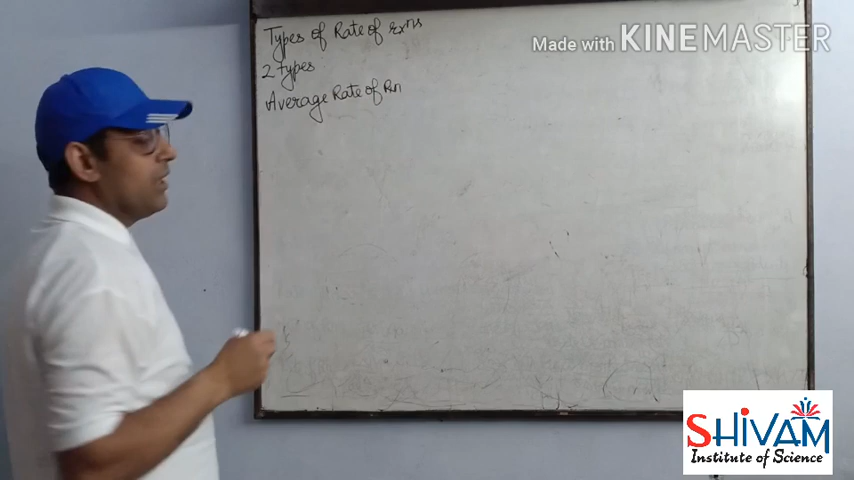 Types of Rate of rxns
2 types
Average Rate of Rn
Made with KINEMASTER
SHIVAM
Institute of Science